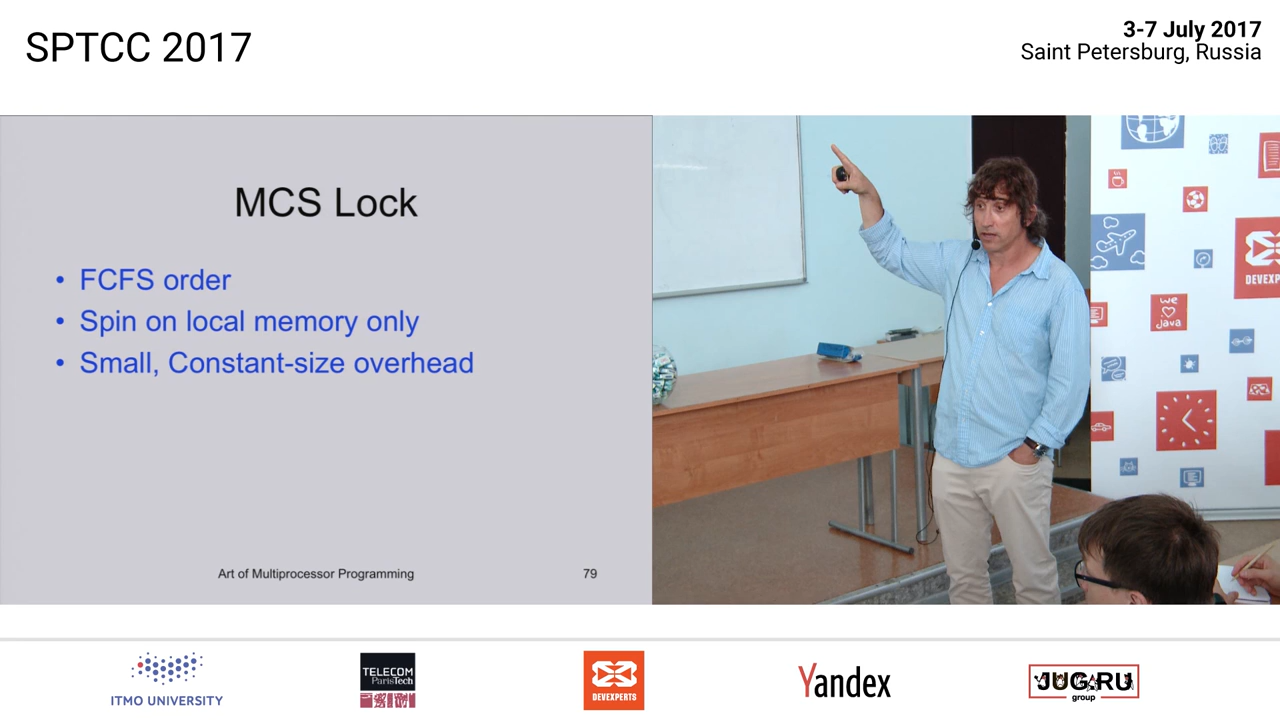 SPTCC 2017
3-7 July 2017
Saint Petersburg, Russia
MCS Lock
• FCFS order
• Spin on local memory only
• Small, Constant-size overhead
Art of Multiprocessor Programming
79
we
java
ITMO UNIVERSITY
TELECOM
ParisTech
DEVEXPERTS
Yandex
JUG.RU
group